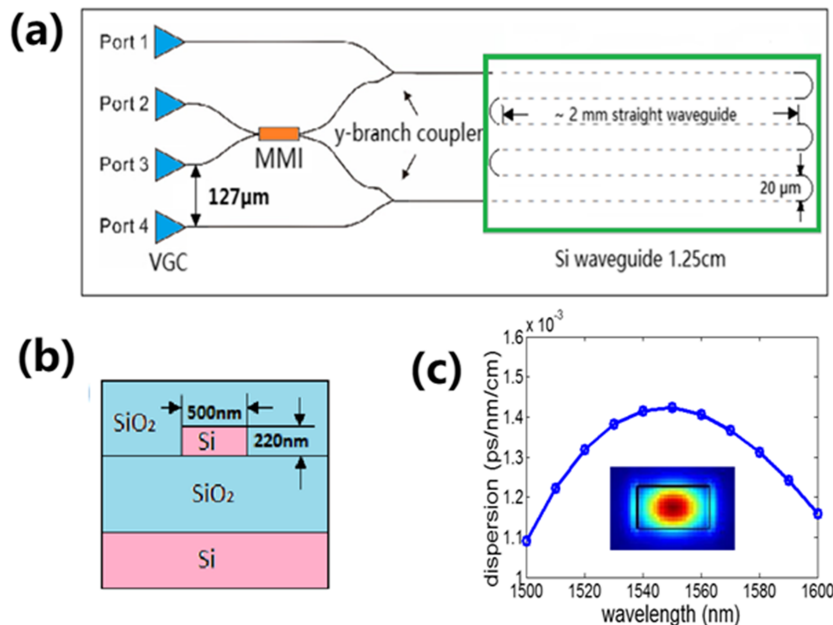 (a)
Port 1
Port 2
Port 3
Port 4
VGC
MMI
127μm
y-branch coupler
~ 2 mm straight waveguide
20 μm
Si waveguide 1.25cm
(b)
SiO₂
500nm
Si
220nm
SiO₂
Si
(c)
x 10⁻³
1.6
1.5
1.4
1.3
1.2
1.1
1
dispersion (ps/nm/cm)
1500 1520 1540 1560 1580 1600
wavelength (nm)